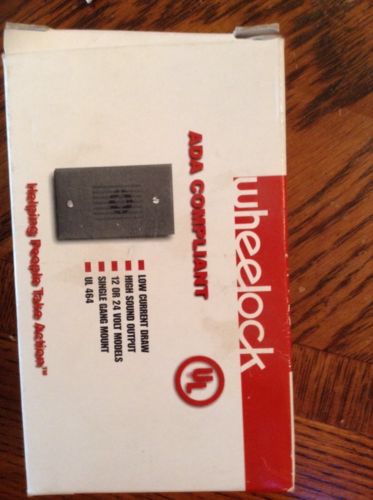 wheelock
ADA COMPLIANT
LOW CURRENT DRAW
HIGH SOUND OUTPUT
12 OR 24 VOLT MODELS
SINGLE GANG MOUNT
UL 464
UL
Helping People Take Action™